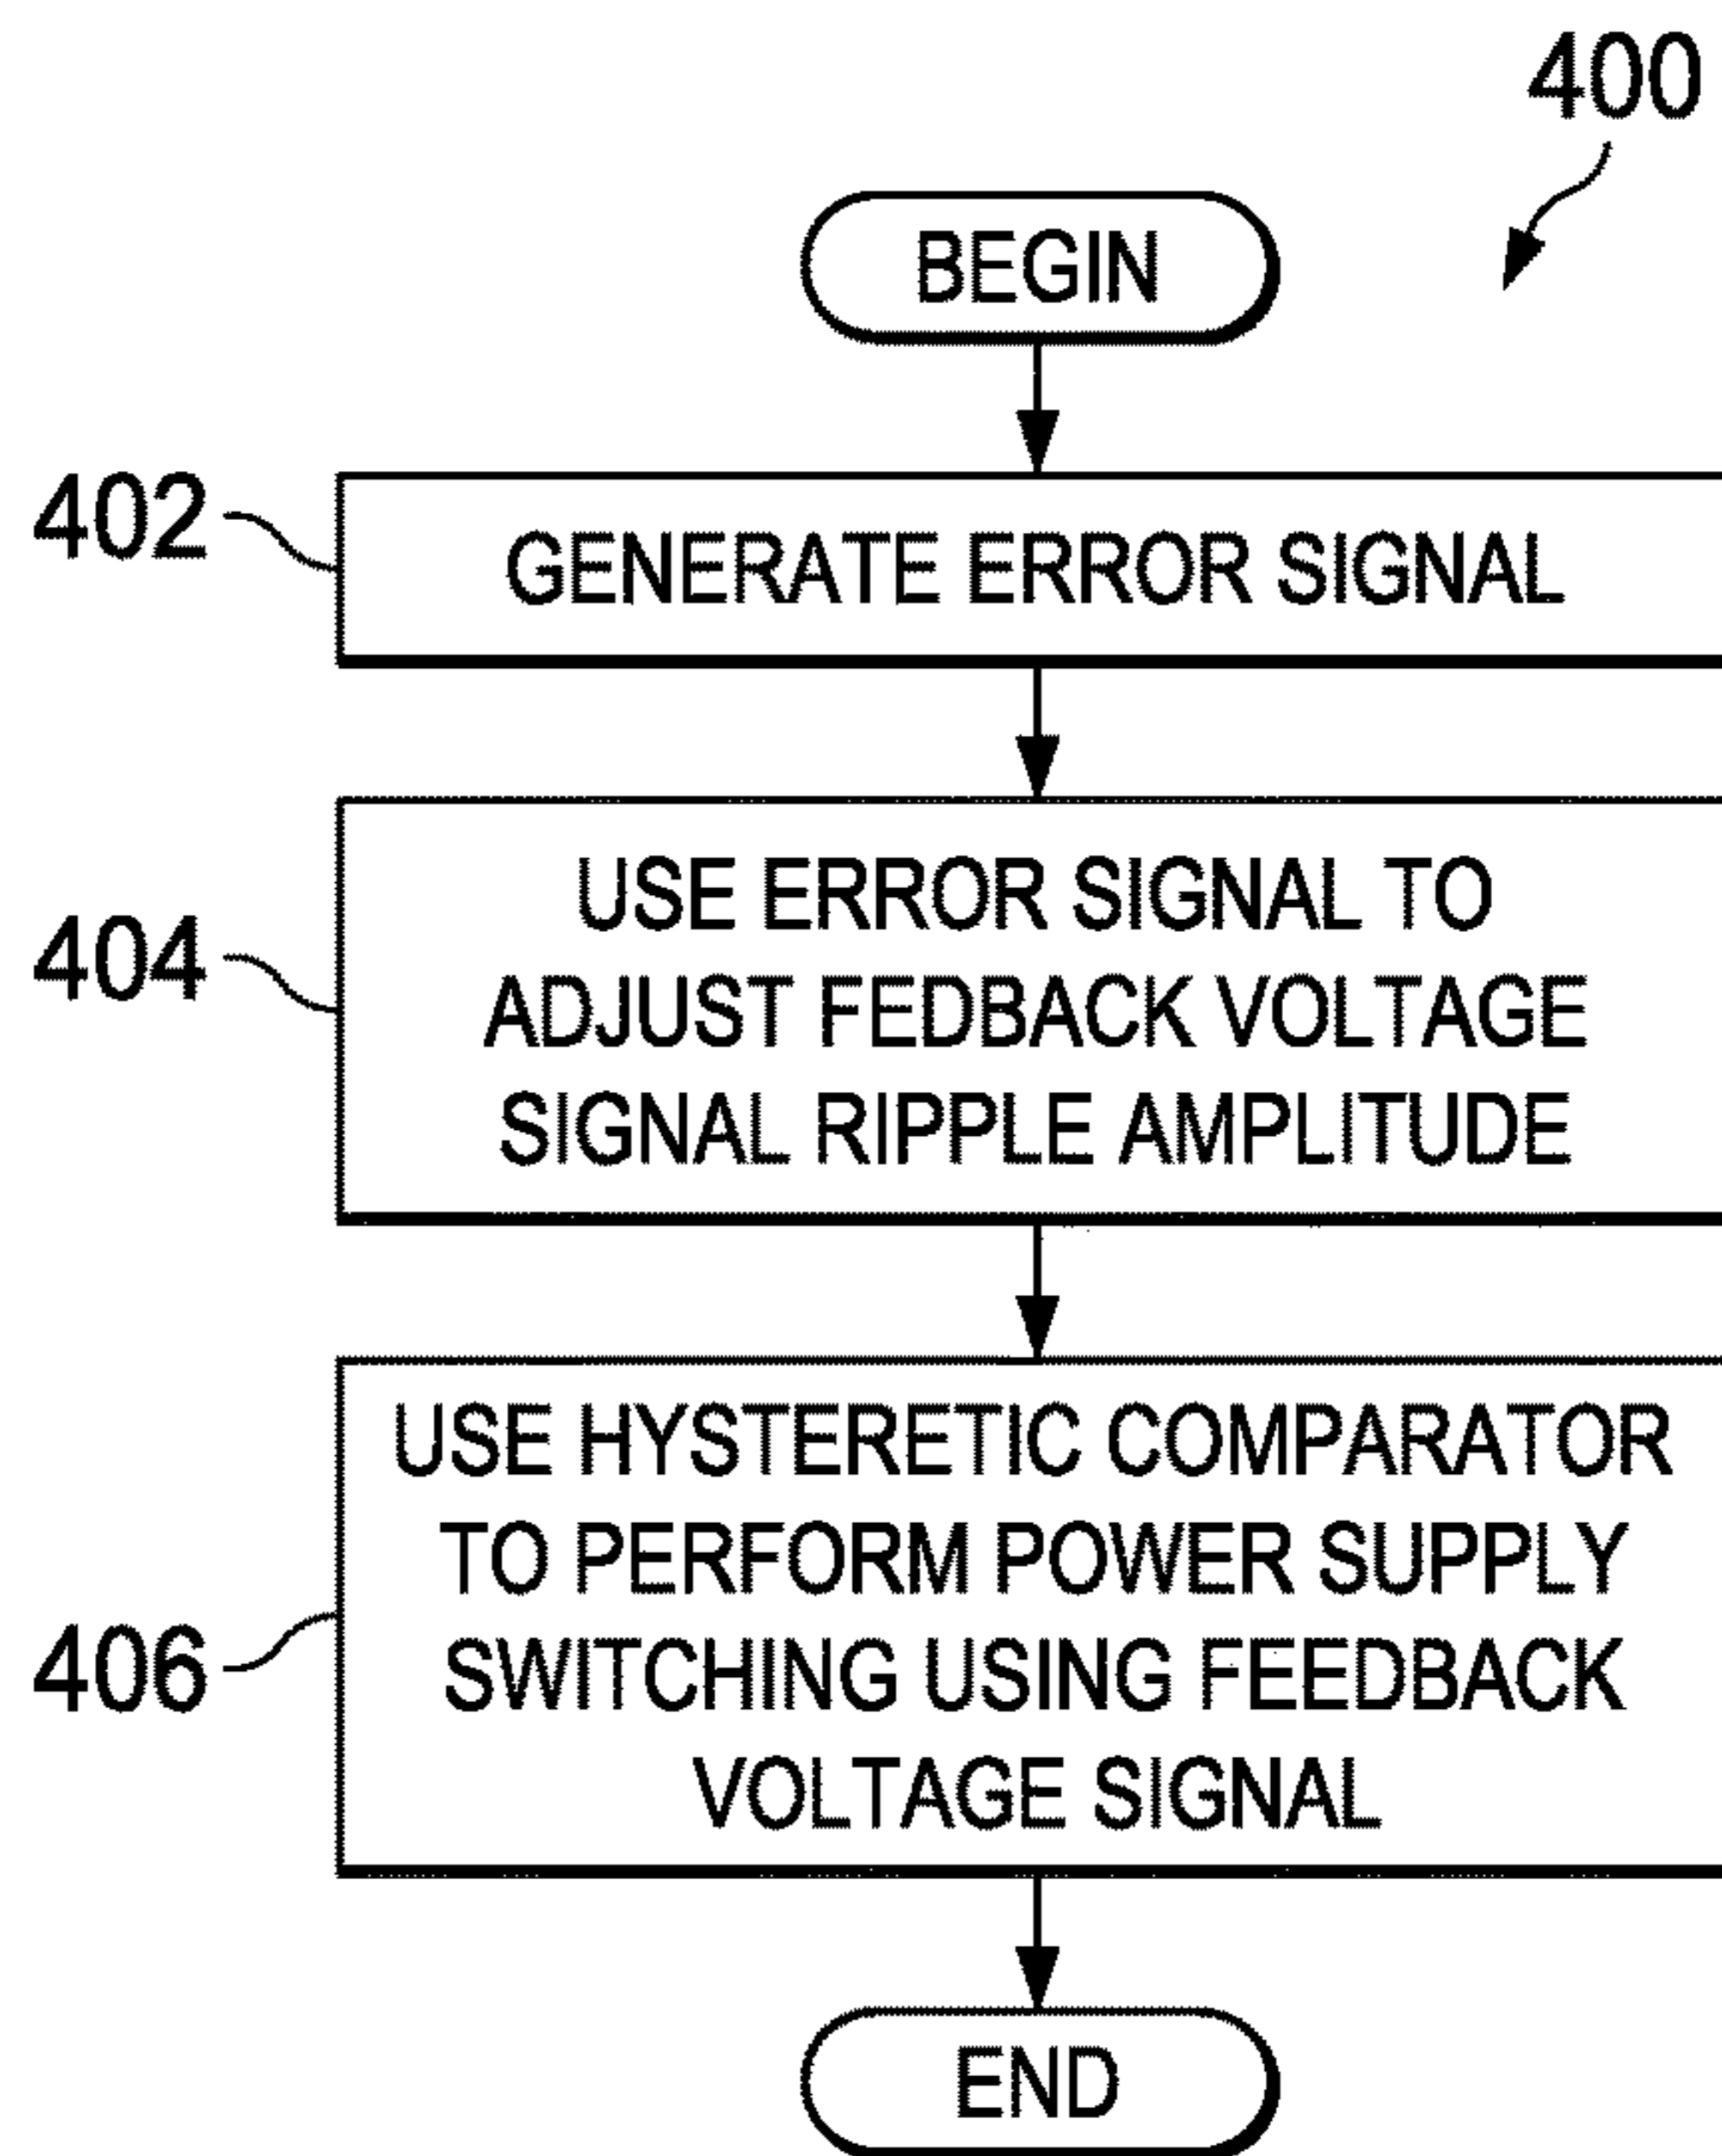 400
BEGIN
402
GENERATE ERROR SIGNAL
404
USE ERROR SIGNAL TO
ADJUST FEDBACK VOLTAGE
SIGNAL RIPPLE AMPLITUDE
406
USE HYSTERETIC COMPARATOR
TO PERFORM POWER SUPPLY
SWITCHING USING FEEDBACK
VOLTAGE SIGNAL
END